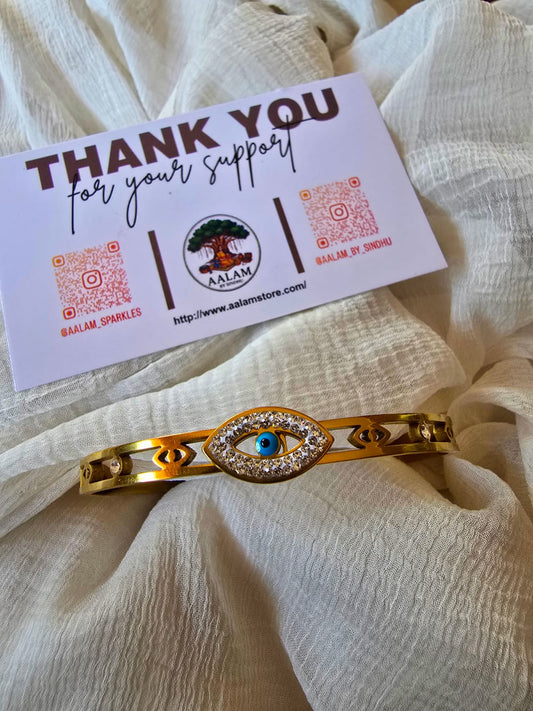 THANK YOU
for your support
@AALAM_SPARKLES
AALAM
BY SINDHU
@AALAM_BY_SINDHU
http://www.aalamstore.com/